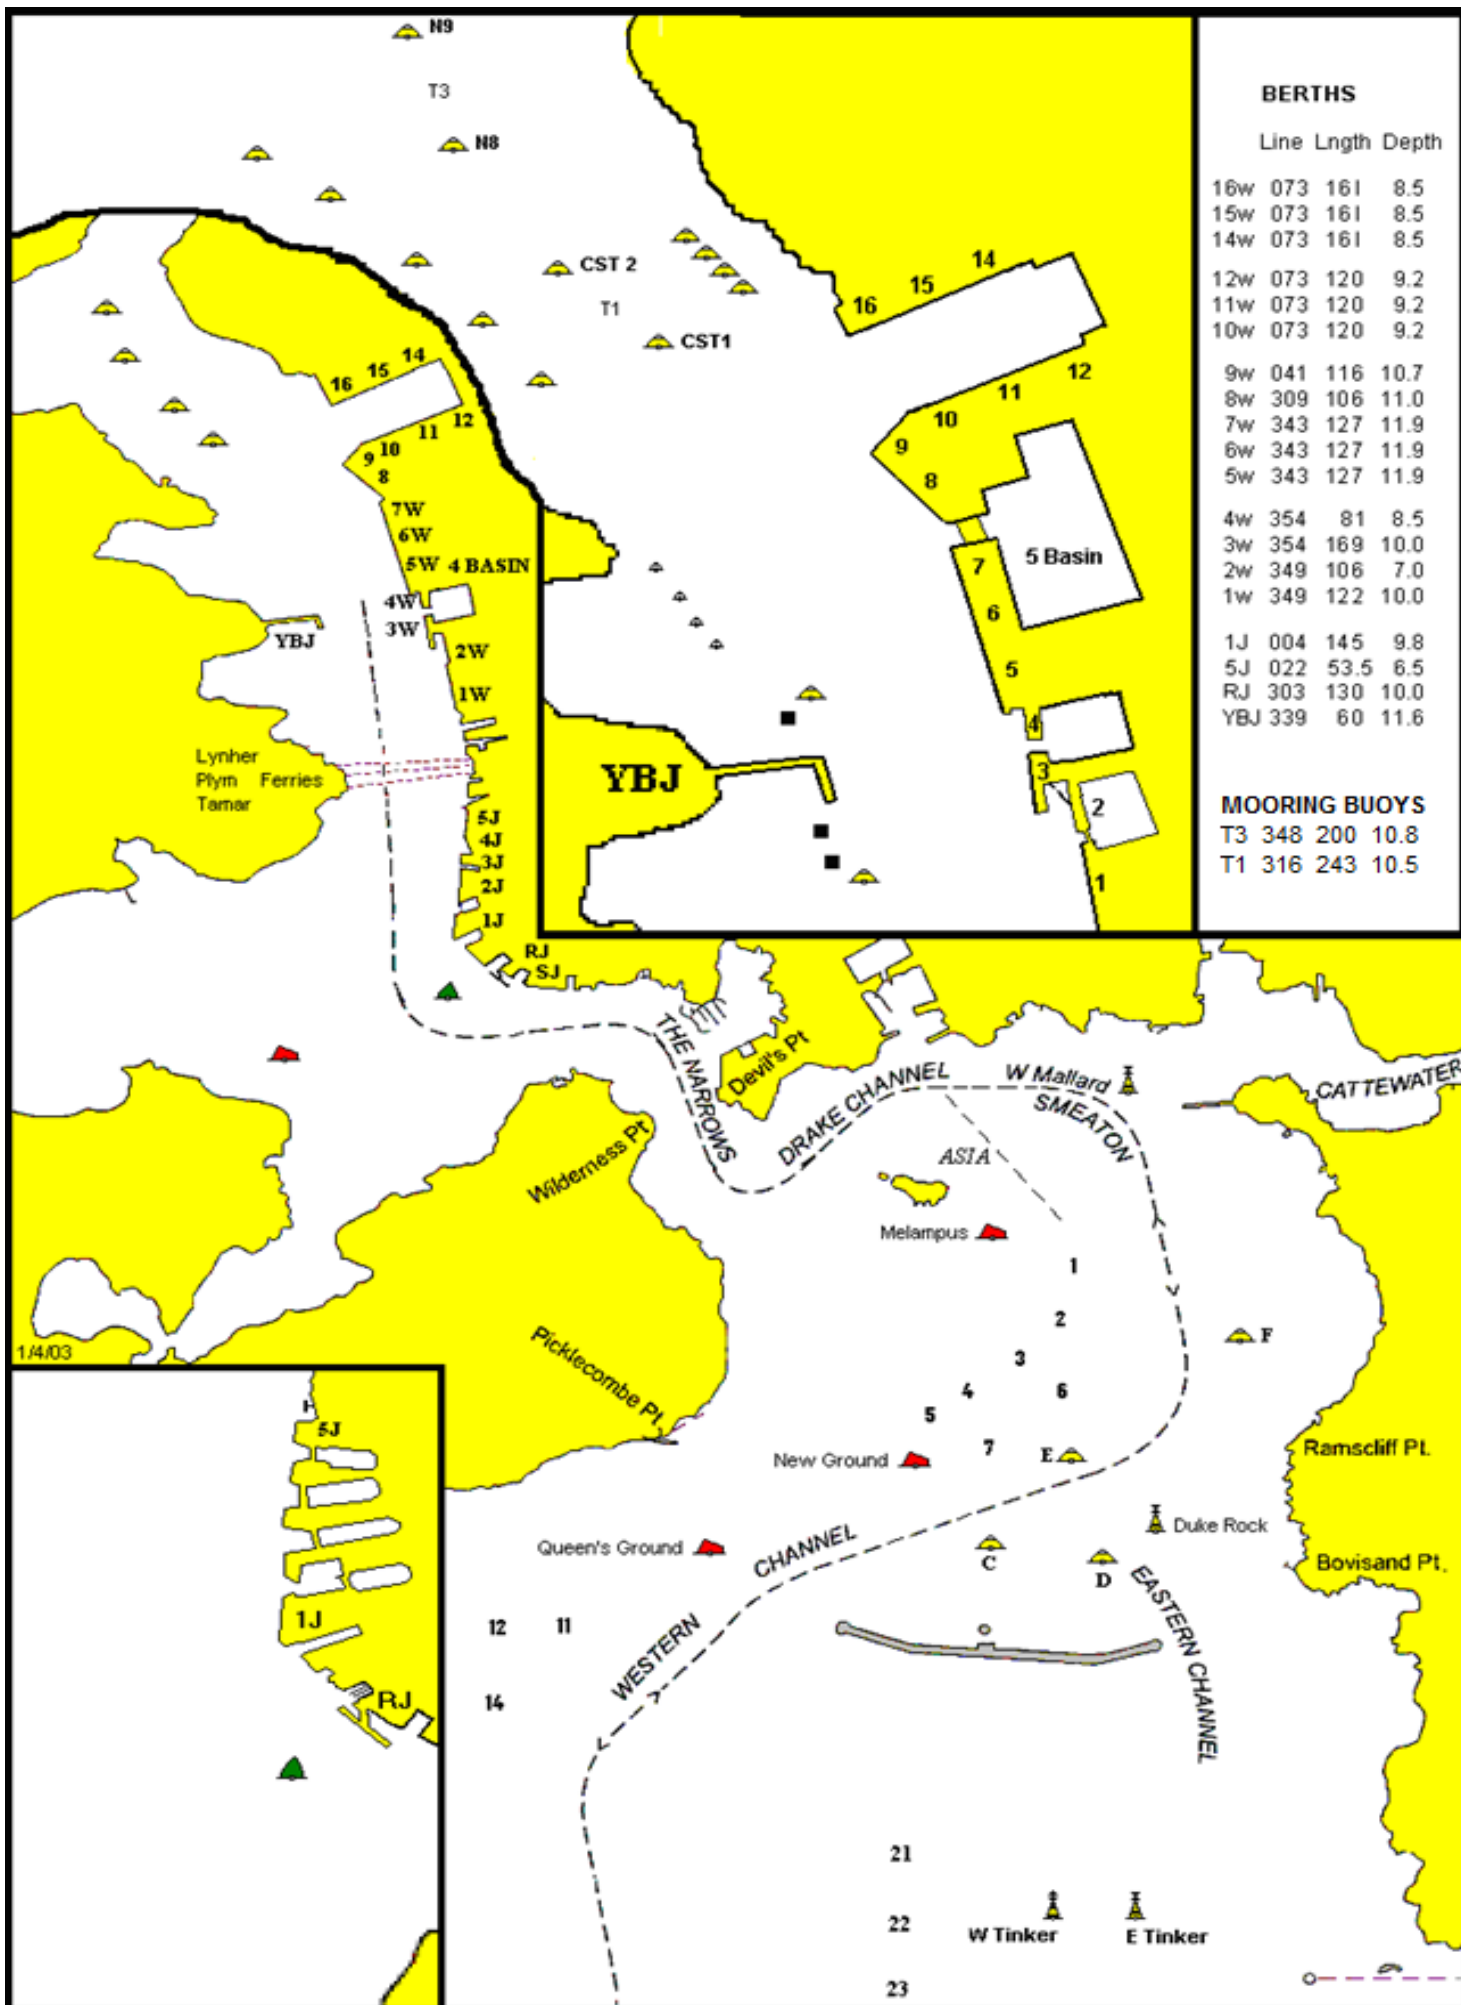 N9
T3
N8
CST 2
T1
CST1
14
15
16
12
11
10
9
8
5 Basin
7
6
5
4
3
2
1
YBJ
14
15
16
12
11
10
9
8
7W
6W
5W 4 BASIN
4W
3W
YBJ
2W
1W
Lynher
Plym Ferries
Tamar
5J
4J
3J
2J
1J
RJ
SJ
BERTHS
Line Lngth Depth
16w 073 161 8.5
15w 073 161 8.5
14w 073 161 8.5
12w 073 120 9.2
11w 073 120 9.2
10w 073 120 9.2
9w 041 116 10.7
8w 309 106 11.0
7w 343 127 11.9
6w 343 127 11.9
5w 343 127 11.9
4w 354 81 8.5
3w 354 169 10.0
2w 349 106 7.0
1w 349 122 10.0
1J 004 145 9.8
5J 022 53.5 6.5
RJ 303 130 10.0
YBJ 339 60 11.6
MOORING BUOYS
T3 348 200 10.8
T1 316 243 10.5
THE NARROWS
Devil's Pt
DRAKE CHANNEL
W Mallard
SMEATON
CATTEWATER
ASIA
Wilderness Pt
Melampus
1
2
3
4
6
5
7
E
F
Picklecombe Pt
New Ground
Ramscliff Pt.
Queen's Ground
CHANNEL
Duke Rock
C
D
Bovisand Pt.
EASTERN CHANNEL
WESTERN
12
11
14
21
22
23
W Tinker
E Tinker
1/4/03
5J
1J
RJ